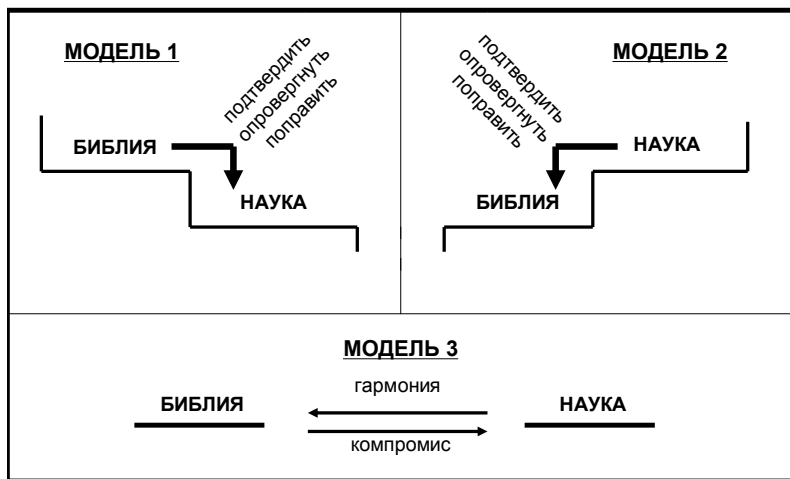 МОДЕЛЬ 1
подтвердить
опровергнуть
поправить
БИБЛИЯ
НАУКА
МОДЕЛЬ 2
подтвердить
опровергнуть
поправить
НАУКА
БИБЛИЯ
МОДЕЛЬ 3
гармония
БИБЛИЯ
НАУКА
компромис